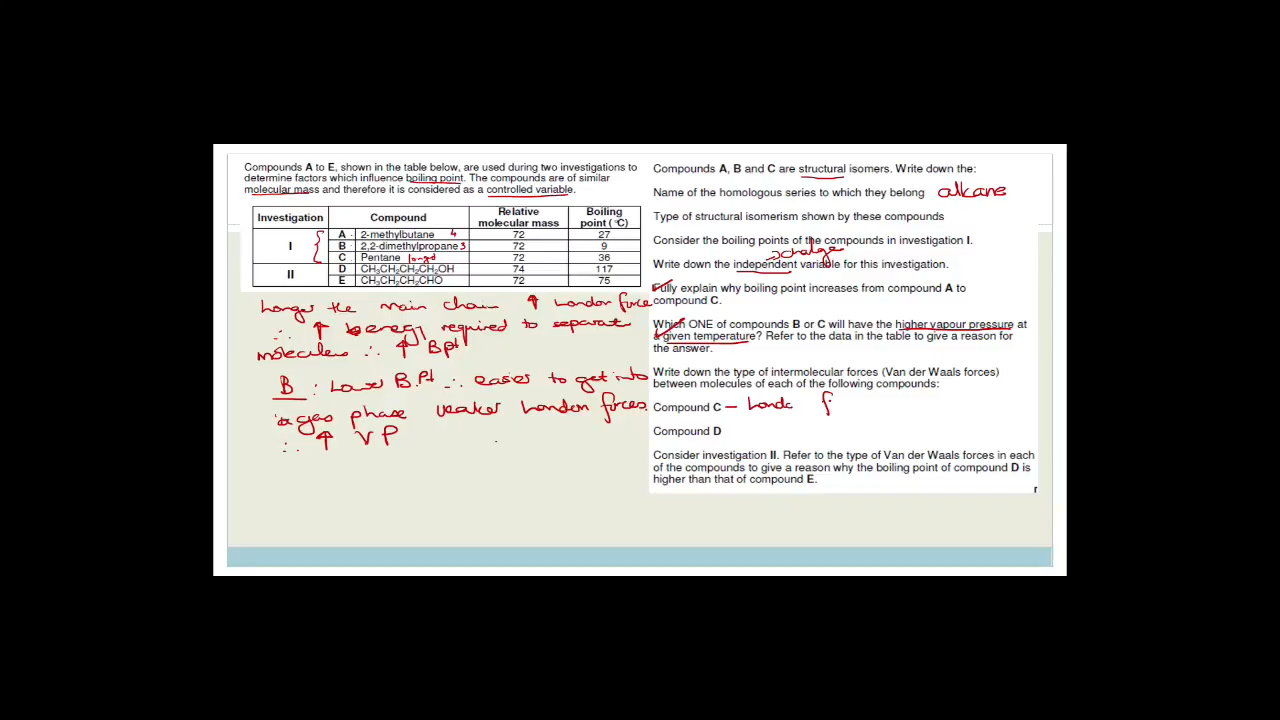 Compounds A to E, shown in the table below, are used during two investigations to
determine factors which influence boiling point. The compounds are of similar
molecular mass and therefore it is considered as a controlled variable.
Investigation Compound Relative molecular mass Boiling point (°C)
I A 2-methylbutane 4 72 27
B 2,2-dimethylpropane 3 72 9
C Pentane longest 72 36
II D CH₃CH₂CH₂CH₂OH 74 117
E CH₃CH₂CH₂CHO 72 75
Longer the main chain ↑ London force
∴ ↑ energy required to separate
molecules ∴ ↑ B pt
B : Lower B.Pt ∴ easier to get into
gas phase weaker London forces.
∴ ↑ VP
Compounds A, B and C are structural isomers. Write down the:
Name of the homologous series to which they belong alkane
Type of structural isomerism shown by these compounds
Consider the boiling points of the compounds in investigation I.
Write down the independent variable for this investigation.
Fully explain why boiling point increases from compound A to
compound C.
Which ONE of compounds B or C will have the higher vapour pressure at
a given temperature? Refer to the data in the table to give a reason for
the answer.
Write down the type of intermolecular forces (Van der Waals forces)
between molecules of each of the following compounds:
Compound C – f
Compound D
Consider investigation II. Refer to the type of Van der Waals forces in each
of the compounds to give a reason why the boiling point of compound D is
higher than that of compound E.